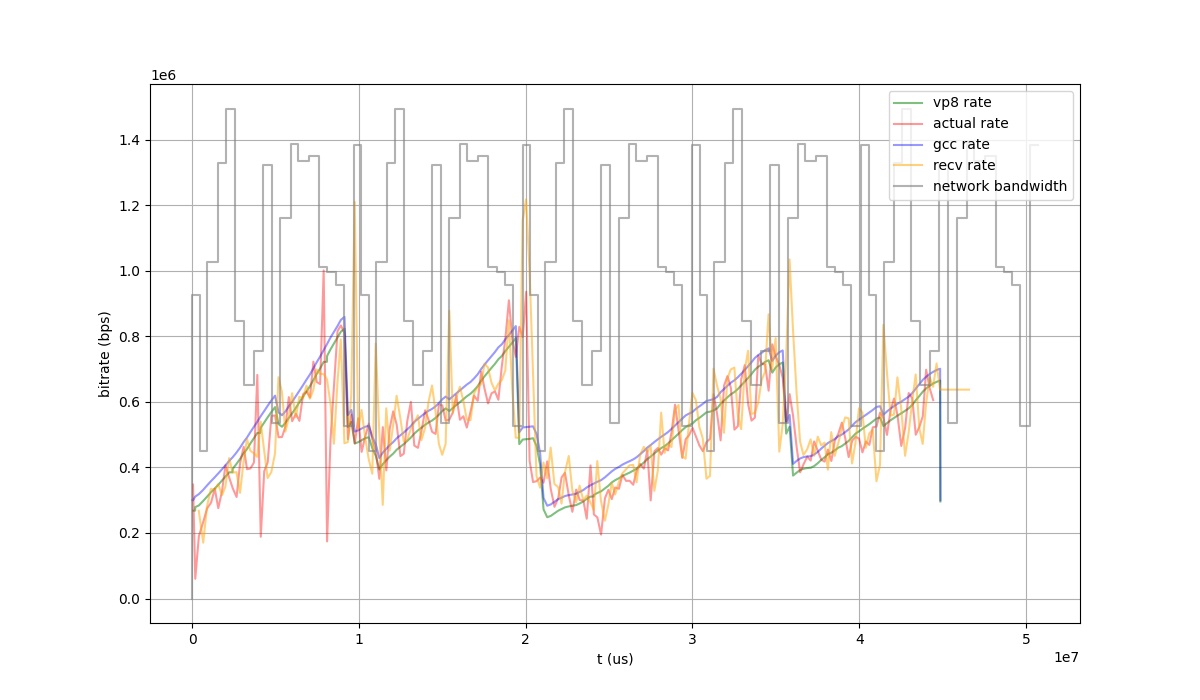 1e6
1.4
1.2
1.0
0.8
0.6
0.4
0.2
0.0
bitrate (bps)
vp8 rate
actual rate
gcc rate
recv rate
network bandwidth
0 1 2 3 4 5
t (us)
1e7